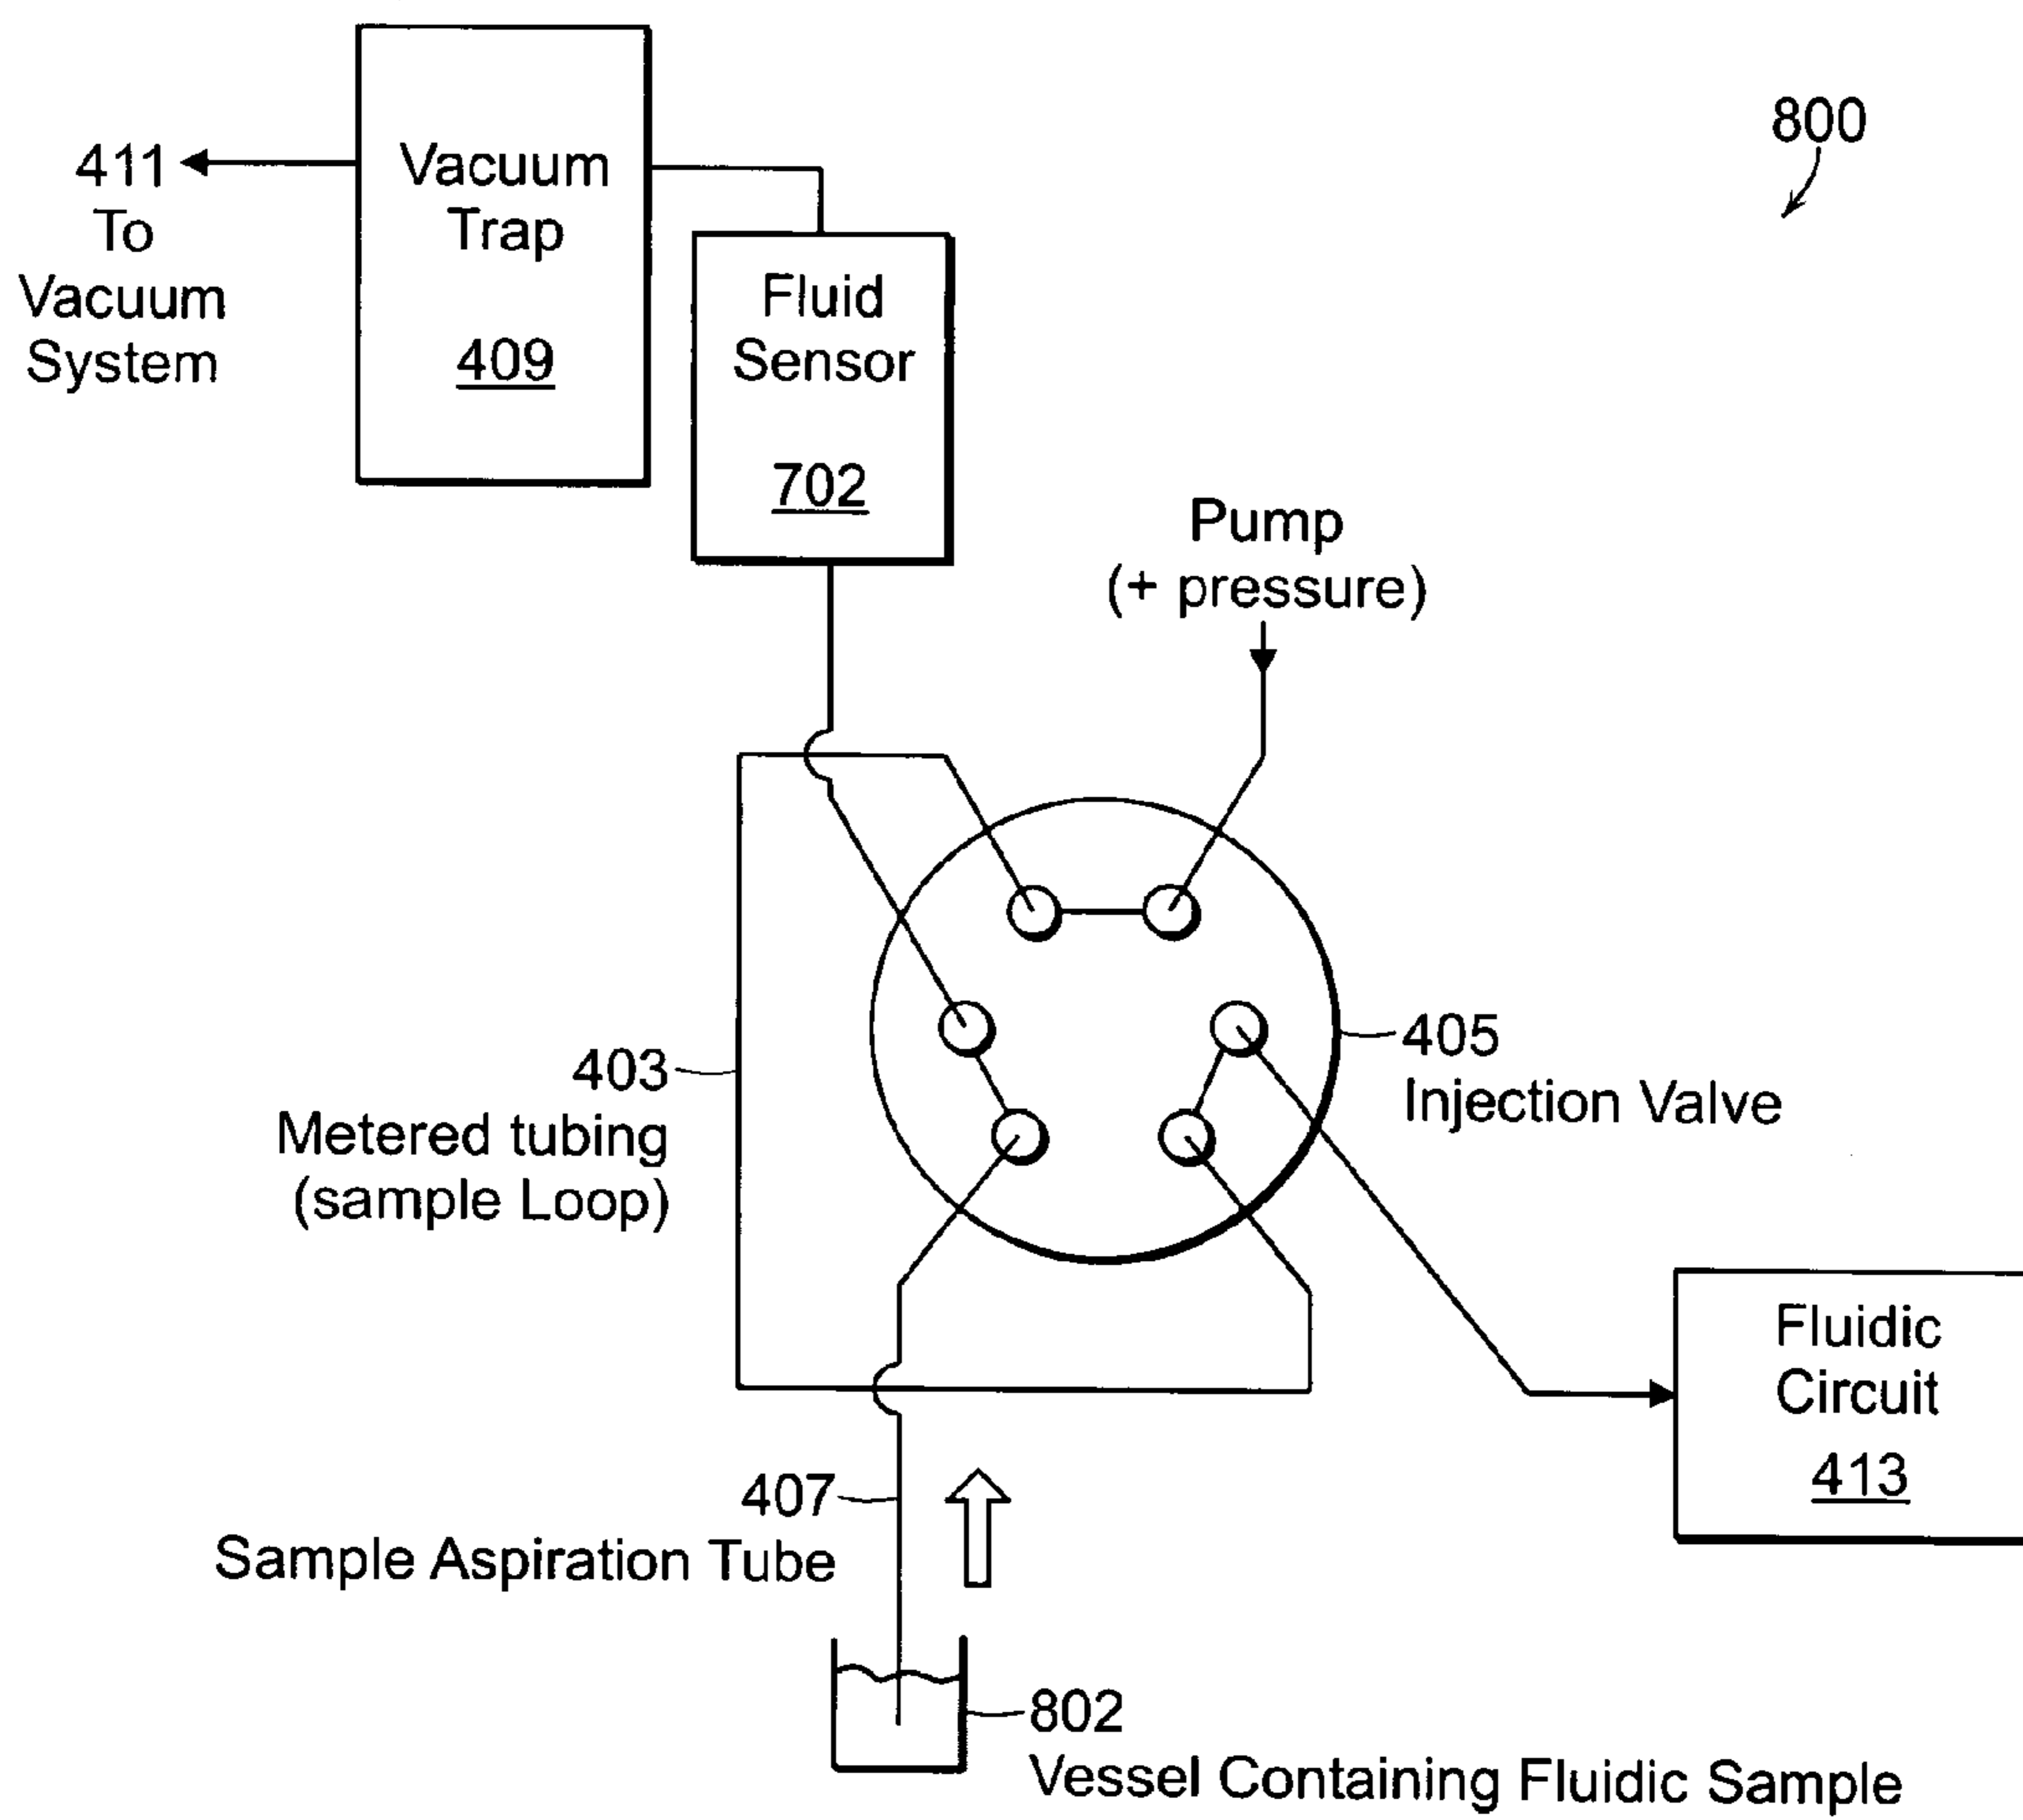 800
411
To
Vacuum
System
Vacuum
Trap
409
Fluid
Sensor
702
Pump
(+ pressure)
403
Metered tubing
(sample Loop)
405
Injection Valve
Fluidic
Circuit
413
407
Sample Aspiration Tube
802
Vessel Containing Fluidic Sample